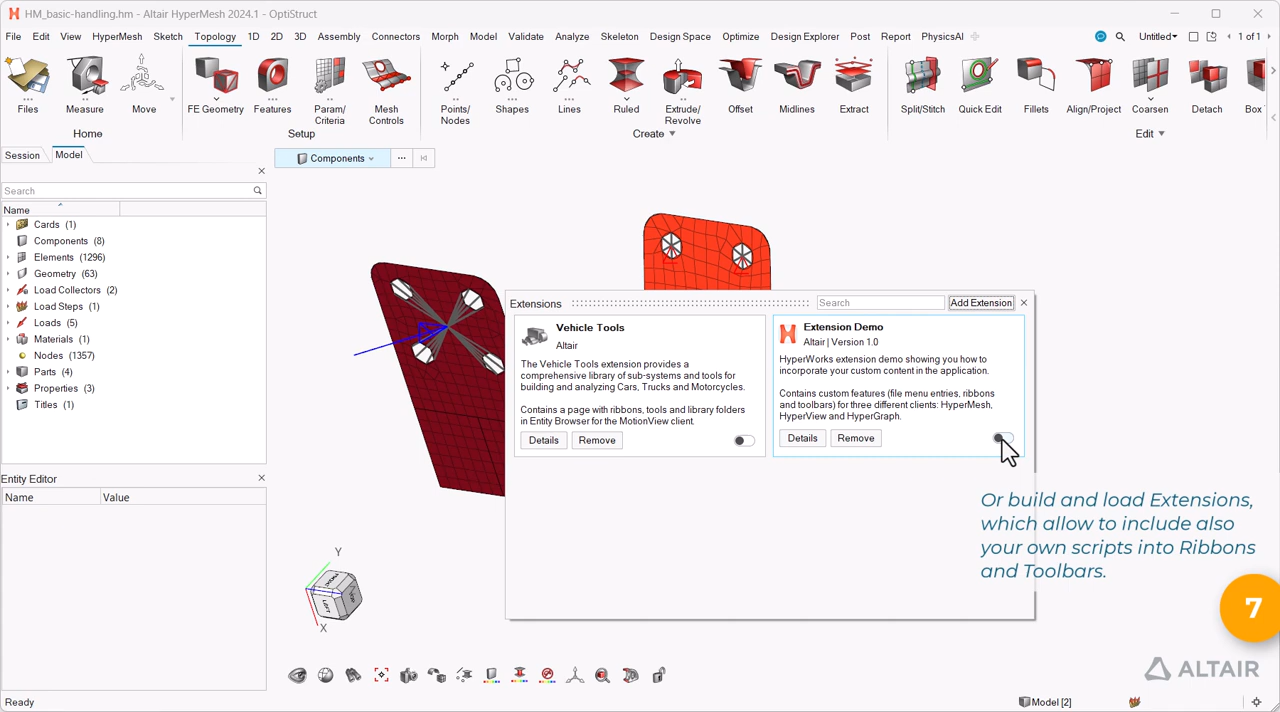 HM_basic-handling.hm - Altair HyperMesh 2024.1 - OptiStruct
File Edit View HyperMesh Sketch Topology 1D 2D 3D Assembly Connectors Morph Model Validate Analyze Skeleton Design Space Optimize Design Explorer Post Report PhysicsAI Untitled 1 of 1
Files Measure Move FE Geometry Features Param/ Criteria Mesh Controls Points/ Nodes Shapes Lines Ruled Extrude/ Revolve Offset Midlines Extract Split/Stitch Quick Edit Fillets Align/Project Coarsen Detach Box
Home Setup Create Edit
Session Model
Components
Search
Name
Cards (1)
Components (8)
Elements (1296)
Geometry (63)
Load Collectors (2)
Load Steps (1)
Loads (5)
Materials (1)
Nodes (1357)
Parts (4)
Properties (3)
Titles (1)
Entity Editor
Name Value
Extensions Search Add Extension
Vehicle Tools
Altair
The Vehicle Tools extension provides a
comprehensive library of sub-systems and tools for
building and analyzing Cars, Trucks and Motorcycles.
Contains a page with ribbons, tools and library folders
in Entity Browser for the MotionView client.
Details Remove
Extension Demo
Altair | Version 1.0
HyperWorks extension demo showing you how to
incorporate your custom content in the application.
Contains custom features (file menu entries, ribbons
and toolbars) for three different clients: HyperMesh,
HyperView and HyperGraph.
Details Remove
Or build and load Extensions,
which allow to include also
your own scripts into Ribbons
and Toolbars.
7
Y
X
LEFT
ALTAIR
Ready
Model [2]